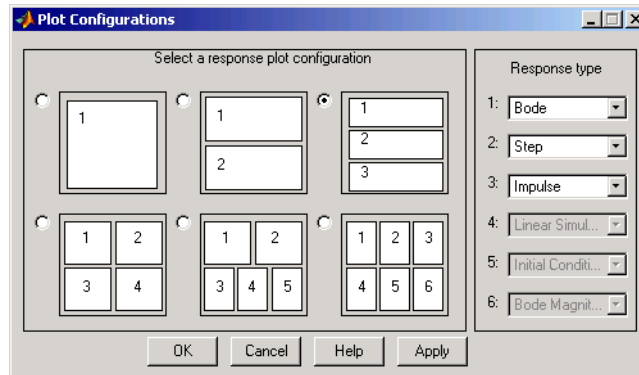 Plot Configurations
Select a response plot configuration
1
1
2
1
2
3
1 2
3 4
1 2
3 4 5
1 2 3
4 5 6
Response type
1: Bode
2: Step
3: Impulse
4: Linear Simul...
5: Initial Conditi...
6: Bode Magnit...
OK Cancel Help Apply